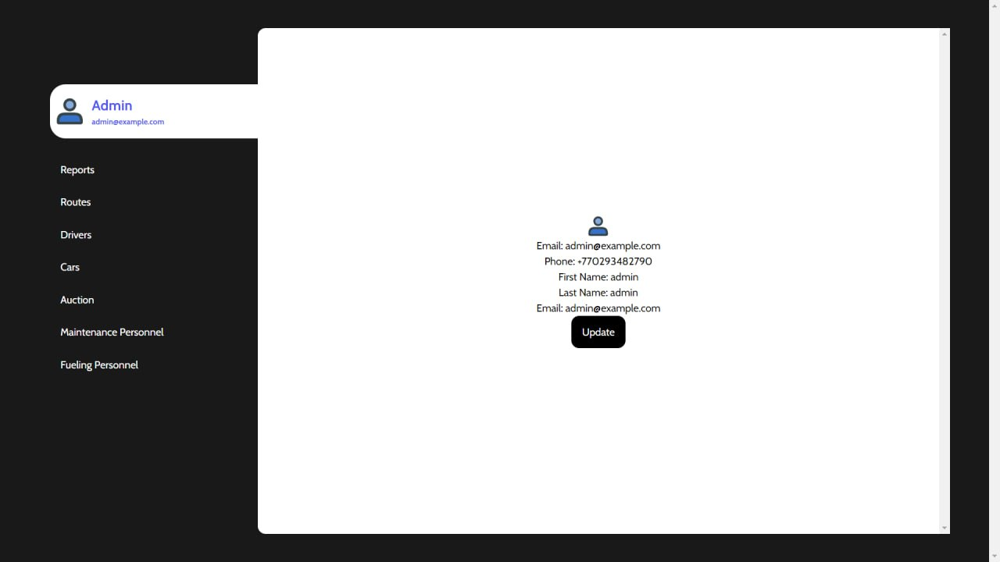 Admin
admin@example.com
Reports
Routes
Drivers
Cars
Auction
Maintenance Personnel
Fueling Personnel
Email: admin@example.com
Phone: +770293482790
First Name: admin
Last Name: admin
Email: admin@example.com
Update